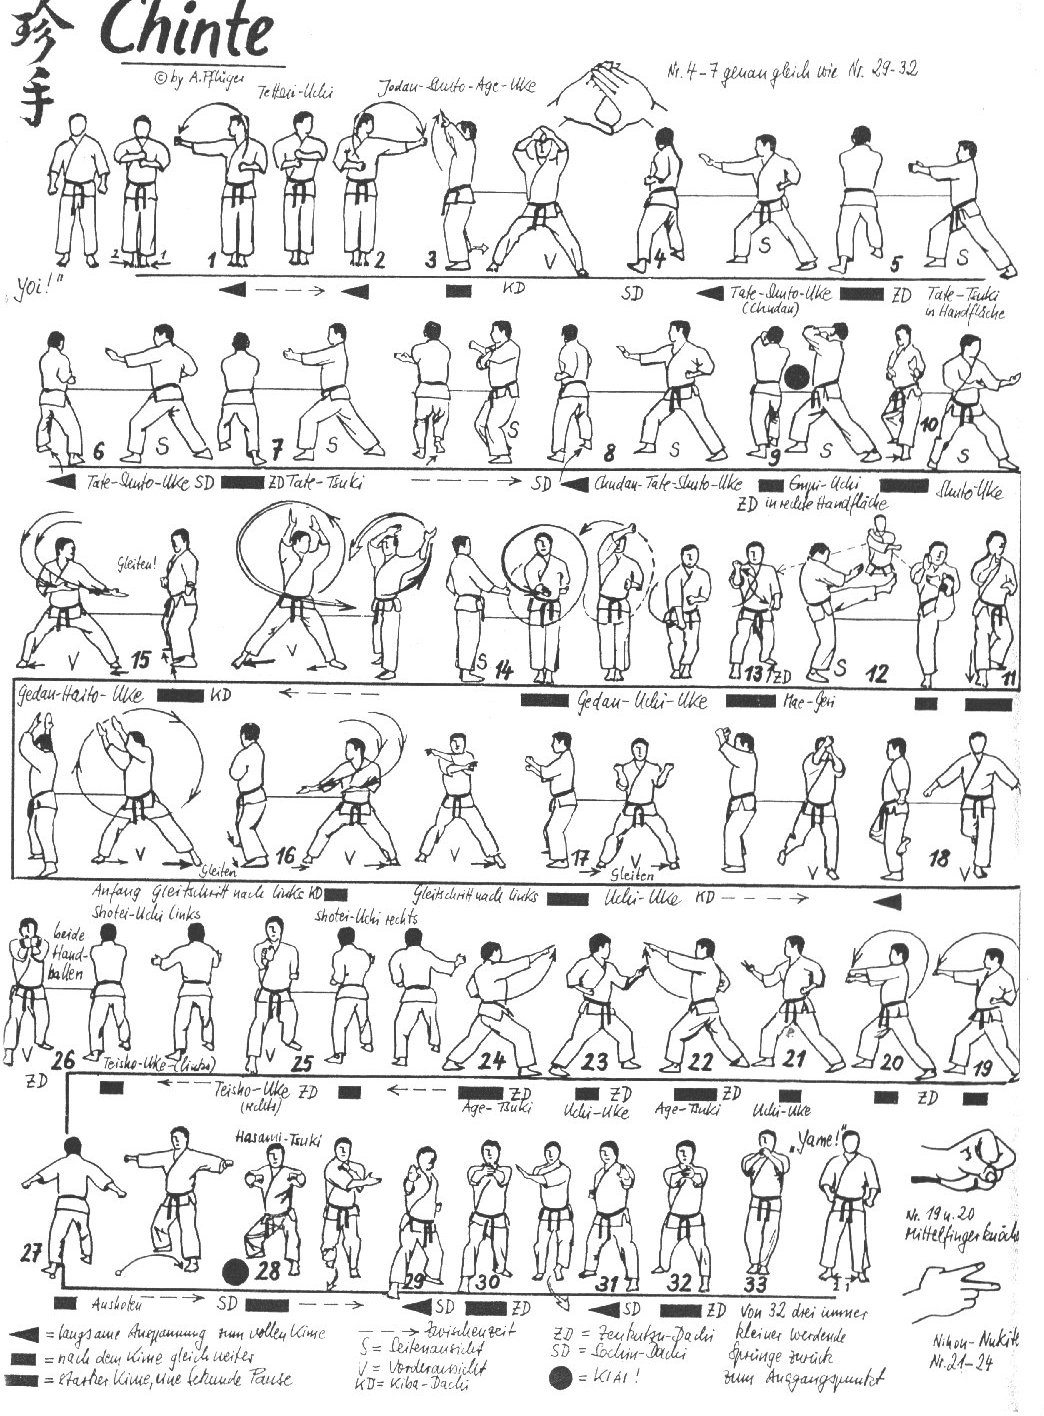 珍手
Chinte
© by A. Pflüger
Tettsui-Uchi
Jodan-Shuto-Age-Uke
Nr. 4-7 genau gleich wie Nr. 29-32
Yoi!"
2 1
1 2 3 V 4 S 5 S
KD SD Tate-Shuto-Uke ZD Tate-Tsuki
(Chudan) in Handfläche
6 S 7 S S 8 S 9 S 10 S
Tate-Shuto-Uke SD ZD Tate-Tsuki SD Chudan-Tate-Shuto-Uke Empi-Uchi Shuto-Uke
ZD in rechte Handfläche
Gleiten!
V 15 V S 14 13 ZD S 12 11
Gedan-Haito-Uke KD Gedan-Uchi-Uke Mae-Geri
V Gleiten 16 V V 17 V Gleiten V 18 V
Anfang Gleitschritt nach links KD Gleitschritt nach links Uchi-Uke KD
Shotei-Uchi links shotei-Uchi rechts
beide
Hand-
ballen
V 26 V 25 24 23 22 21 20 19
ZD Teisho-Uke-(links) Teisho-Uke ZD ZD ZD ZD ZD
(rechts) Age-Tsuki Uchi-Uke Age-Tsuki Uchi-Uke
Hasami-Tsuki
„Yame!"
27 28 29 30 31 32 33 2 1
Nr. 19 u. 20
Mittelfingerknöch
Ausholen SD SD ZD SD ZD Von 32 drei immer
kleiner werdende
Sprünge zurück
zum Ausgangspunkt
= langsame Anspannung zum vollen Kime
= nach dem Kime gleich weiter
= starker Kime, eine Sekunde Pause
= Zwischenzeit
S = Seitenansicht
V = Vorderansicht
KD = Kiba-Dachi
ZD = Zenkutsu-Dachi
SD = Sochin-Dachi
= KIAI!
Nihon-Nukite
Nr. 21-24